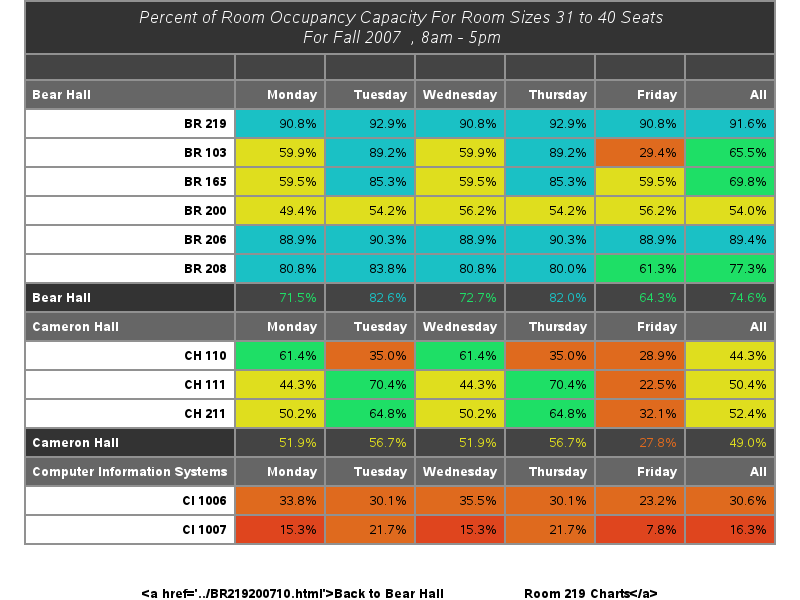 Percent of Room Occupancy Capacity For Room Sizes 31 to 40 Seats
For Fall 2007 , 8am - 5pm
Bear Hall Monday Tuesday Wednesday Thursday Friday All
BR 219 90.8% 92.9% 90.8% 92.9% 90.8% 91.6%
BR 103 59.9% 89.2% 59.9% 89.2% 29.4% 65.5%
BR 165 59.5% 85.3% 59.5% 85.3% 59.5% 69.8%
BR 200 49.4% 54.2% 56.2% 54.2% 56.2% 54.0%
BR 206 88.9% 90.3% 88.9% 90.3% 88.9% 89.4%
BR 208 80.8% 83.8% 80.8% 80.0% 61.3% 77.3%
Bear Hall 71.5% 82.6% 72.7% 82.0% 64.3% 74.6%
Cameron Hall Monday Tuesday Wednesday Thursday Friday All
CH 110 61.4% 35.0% 61.4% 35.0% 28.9% 44.3%
CH 111 44.3% 70.4% 44.3% 70.4% 22.5% 50.4%
CH 211 50.2% 64.8% 50.2% 64.8% 32.1% 52.4%
Cameron Hall 51.9% 56.7% 51.9% 56.7% 27.8% 49.0%
Computer Information Systems Monday Tuesday Wednesday Thursday Friday All
CI 1006 33.8% 30.1% 35.5% 30.1% 23.2% 30.6%
CI 1007 15.3% 21.7% 15.3% 21.7% 7.8% 16.3%
<a href='../BR219200710.html'>Back to Bear Hall Room 219 Charts</a>